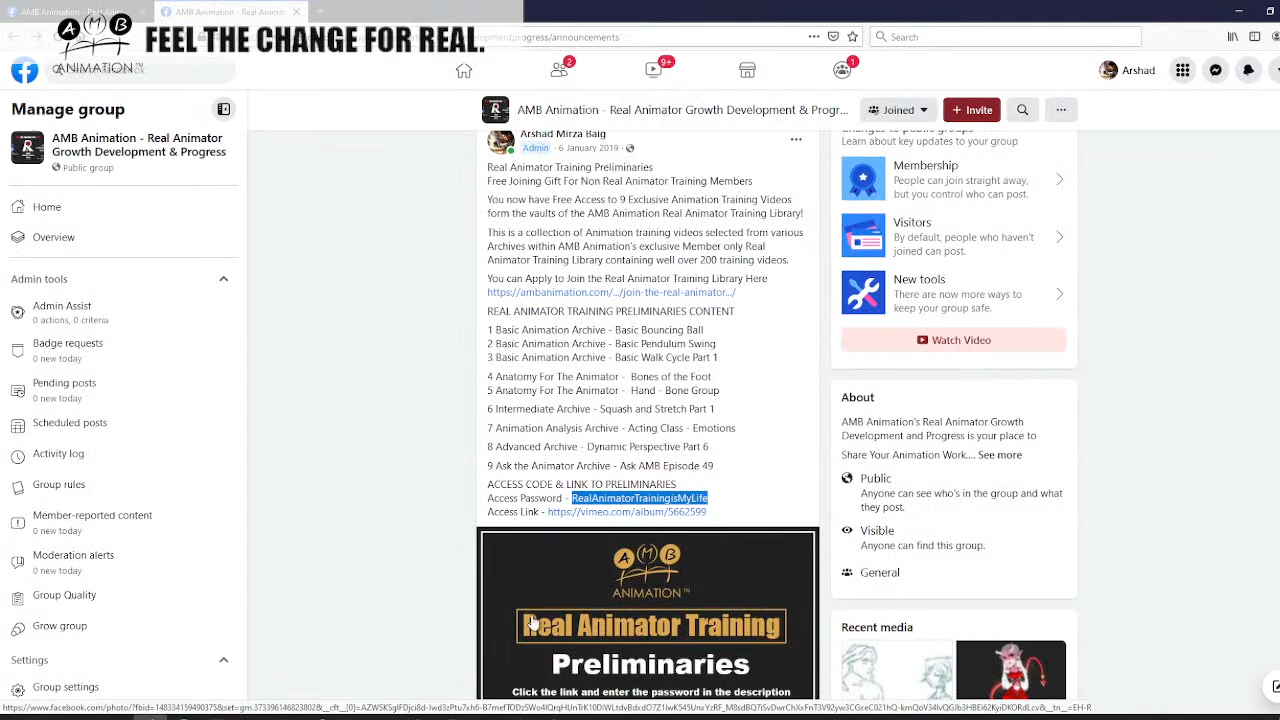 AMB Animation
AMB Animation
A M B
ANIMATION™
FEEL THE CHANGE FOR REAL.
developmentprogress/announcements
Search
2
9+
1
Arshad
Manage group
AMB Animation - Real Animator
Growth Development & Progress
Public group
Home
Overview
Admin tools
Admin Assist
0 actions, 0 criteria
Badge requests
0 new today
Pending posts
0 new today
Scheduled posts
Activity log
Group rules
Member-reported content
0 new today
Moderation alerts
0 new today
Group Quality
Grow group
Settings
Group settings
AMB Animation - Real Animator Growth Development & Progr...
Joined
+ Invite
Arshad Mirza Baig
Admin · 6 January 2019 ·
Real Animator Training Preliminaries
Free Joining Gift For Non Real Animator Training Members
You now have Free Access to 9 Exclusive Animation Training Videos
form the vaults of the AMB Animation Real Animator Training Library!
This is a collection of Animation training videos selected from various
Archives within AMB Animation's exclusive Member only Real
Animator Training Library containing well over 200 training videos.
You can Apply to Join the Real Animator Training Library Here
https://ambanimation.com/.../join-the-real-animator.../
REAL ANIMATOR TRAINING PRELIMINARIES CONTENT
1 Basic Animation Archive - Basic Bouncing Ball
2 Basic Animation Archive - Basic Pendulum Swing
3 Basic Animation Archive - Basic Walk Cycle Part 1
4 Anatomy For The Animator - Bones of the Foot
5 Anatomy For The Animator - Hand - Bone Group
6 Intermediate Archive - Squash and Stretch Part 1
7 Animation Analysis Archive - Acting Class - Emotions
8 Advanced Archive - Dynamic Perspective Part 6
9 Ask the Animator Archive - Ask AMB Episode 49
ACCESS CODE & LINK TO PRELIMINARIES
Access Password - RealAnimatorTrainingisMyLife
Access Link - https://vimeo.com/album/5662599
A M B
ANIMATION™
Real Animator Training
Preliminaries
Click the link and enter the password in the description
Changes to public groups
Learn about key updates to your group
Membership
People can join straight away,
but you control who can post.
Visitors
By default, people who haven't
joined can post.
New tools
There are now more ways to
keep your group safe.
Watch Video
About
AMB Animation's Real Animator Growth
Development and Progress is your place to
Share Your Animation Work.... See more
Public
Anyone can see who's in the group and what
they post.
Visible
Anyone can find this group.
General
Recent media